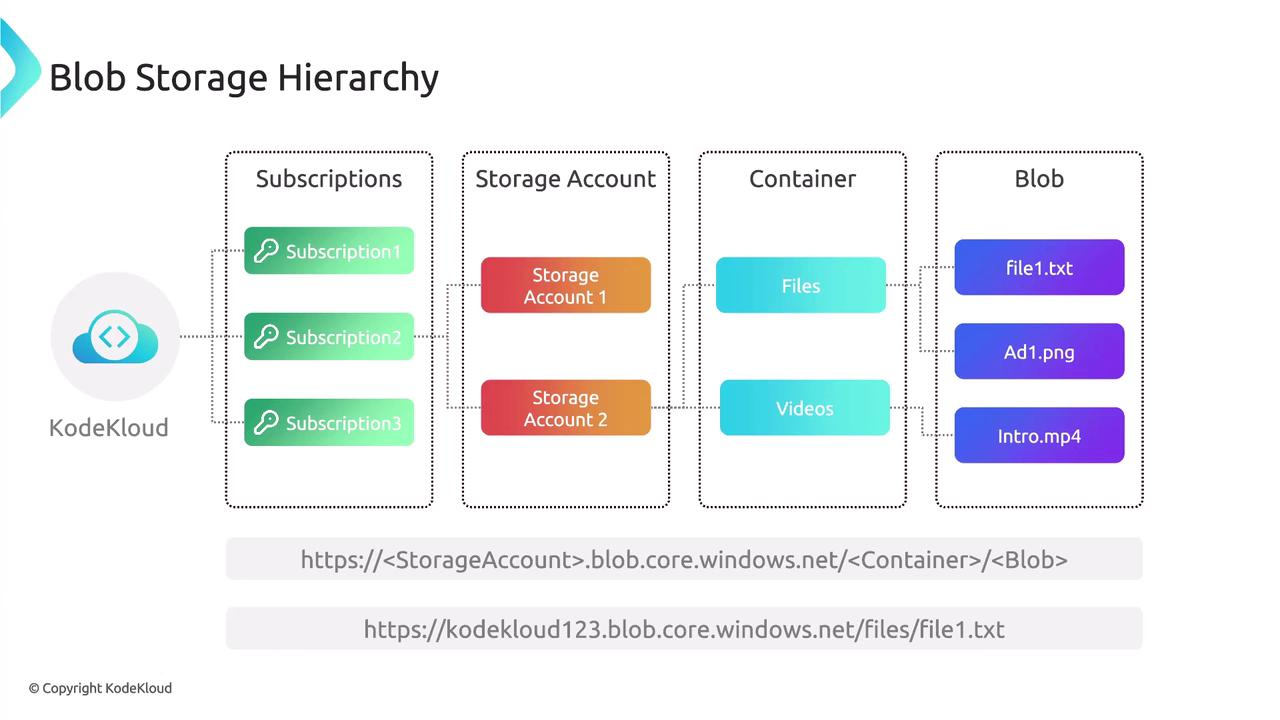 Blob Storage Hierarchy
Subscriptions
Storage Account
Container
Blob
Subscription1
Subscription2
Subscription3
Storage
Account 1
Storage
Account 2
Files
Videos
file1.txt
Ad1.png
Intro.mp4
KodeKloud
https://<StorageAccount>.blob.core.windows.net/<Container>/<Blob>
https://kodekloud123.blob.core.windows.net/files/file1.txt
© Copyright KodeKloud